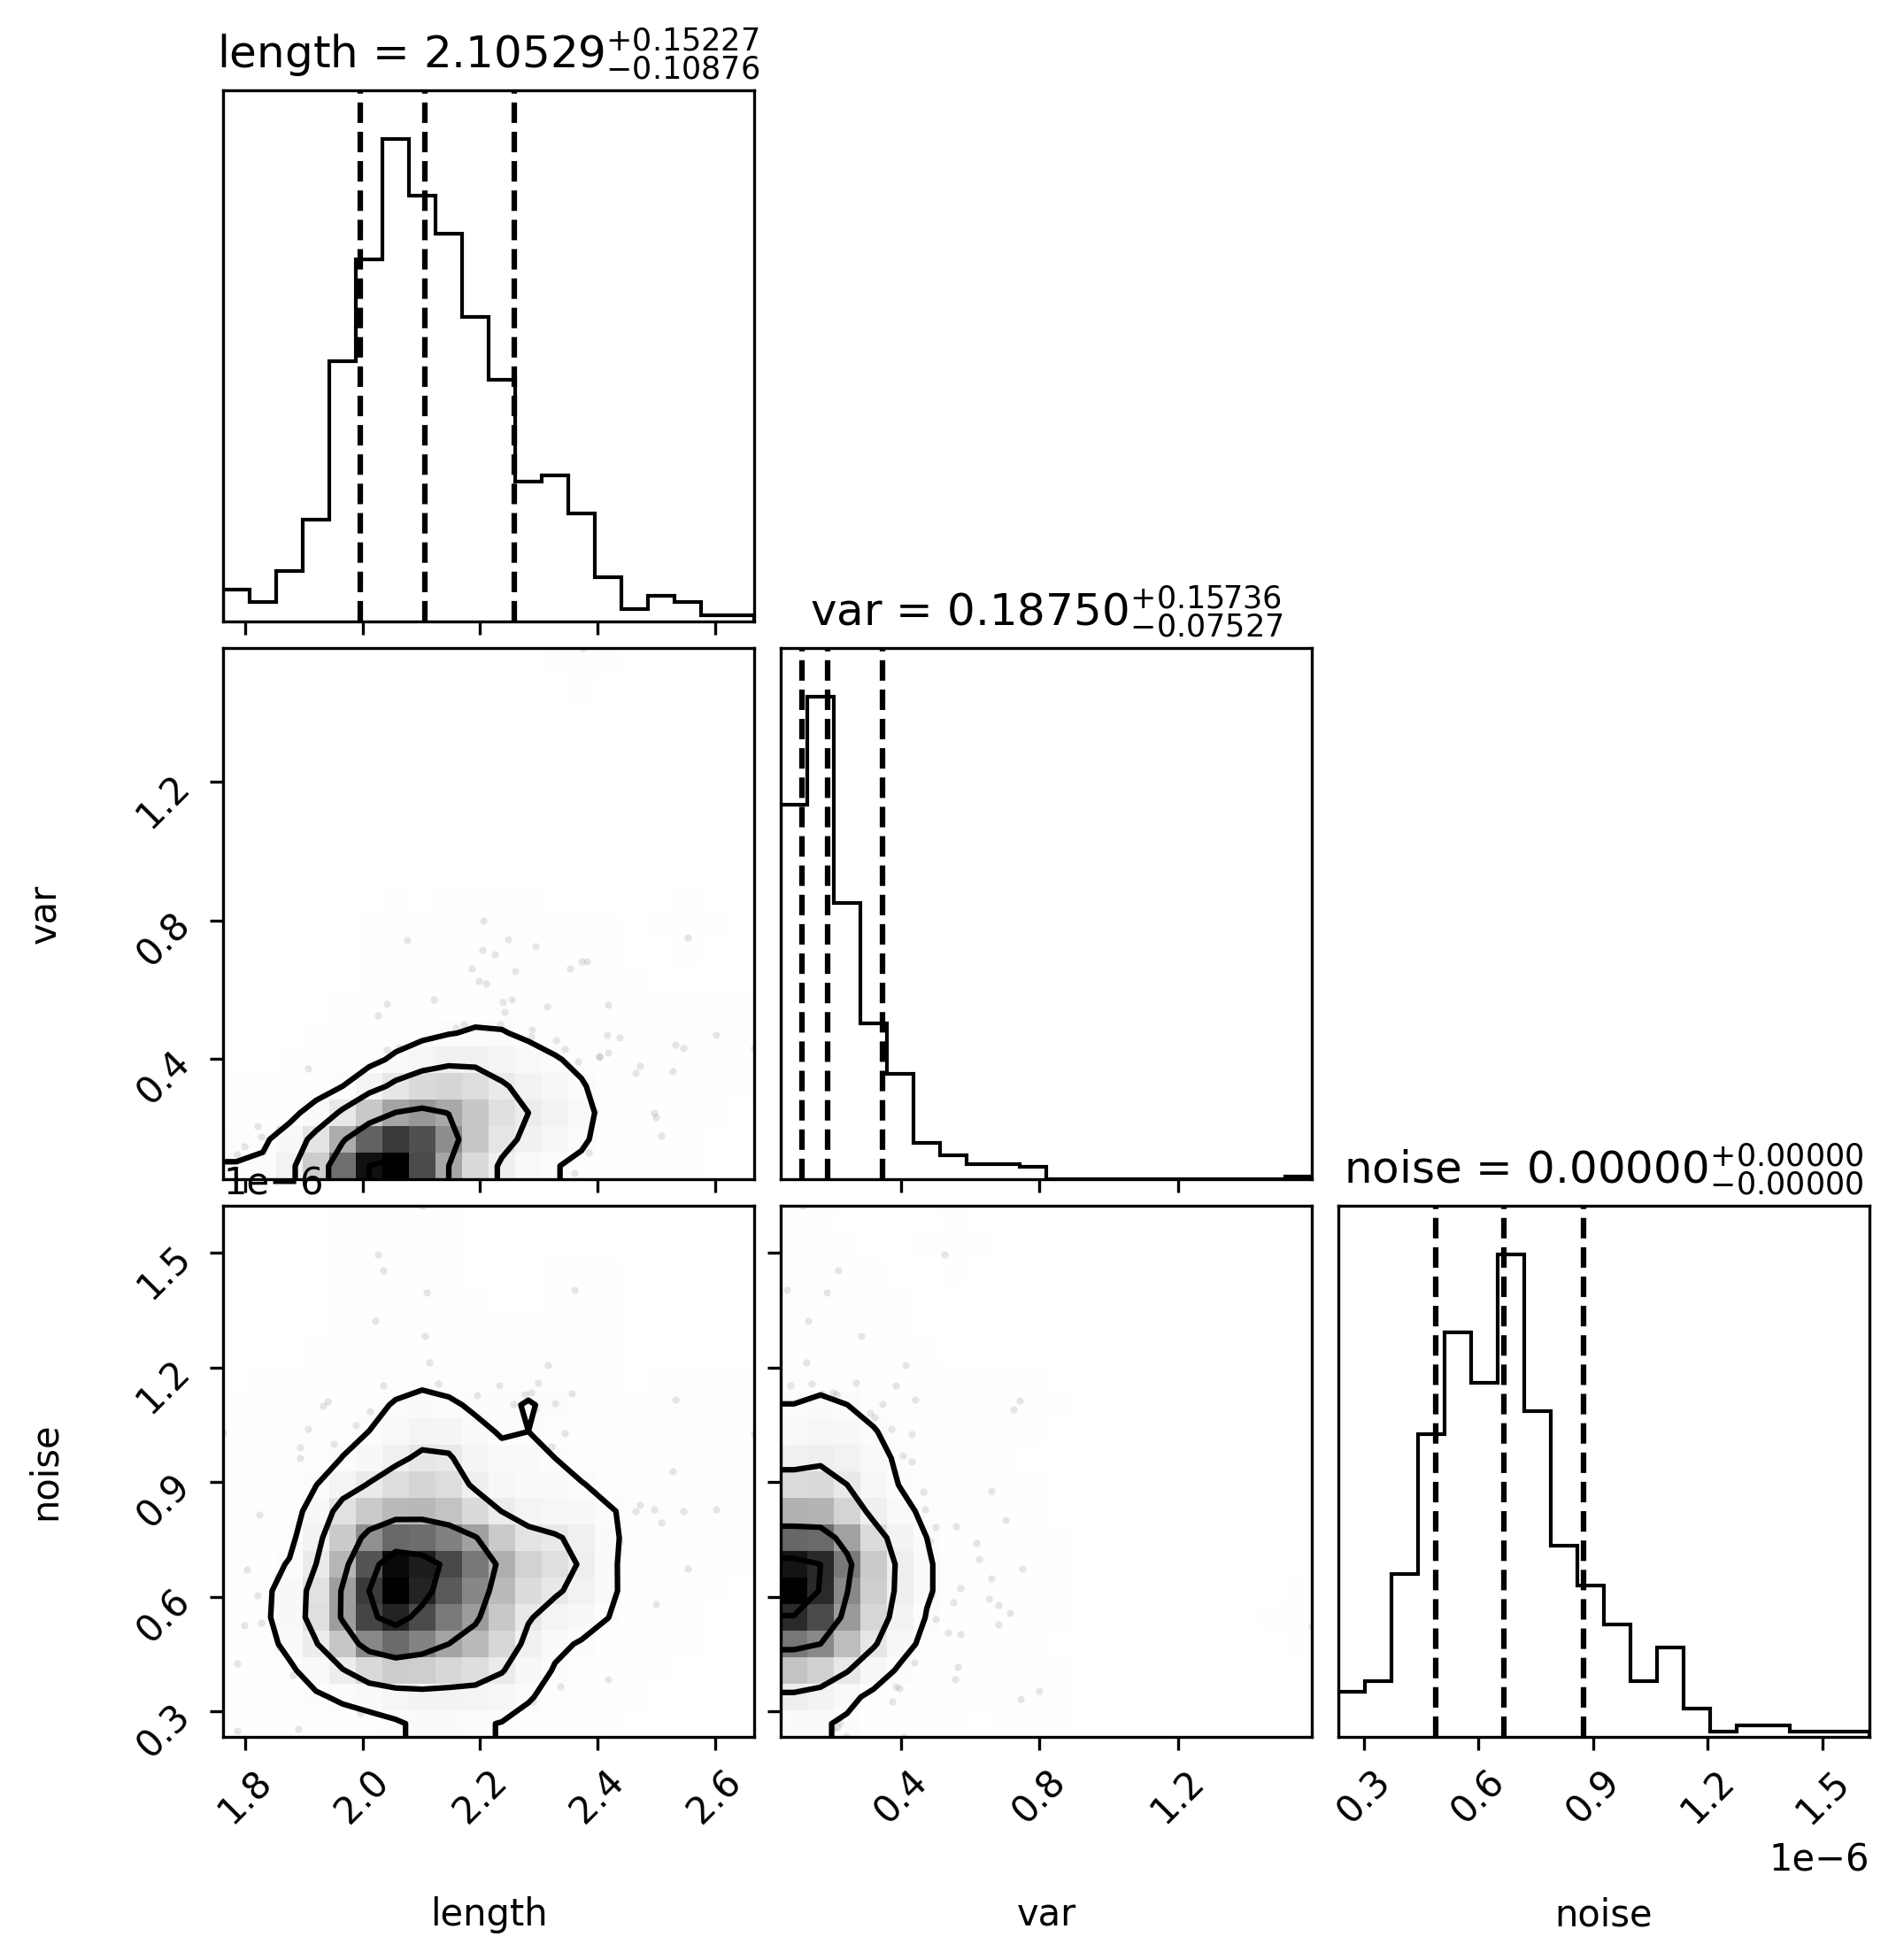 length = 2.10529+0.15227−0.10876
var = 0.18750+0.15736−0.07527
1.2
0.8
0.4
var
1e−6
noise = 0.00000+0.00000−0.00000
1.5
1.2
0.9
0.6
0.3
noise
1.8 2.0 2.2 2.4 2.6
0.4 0.8 1.2
0.3 0.6 0.9 1.2 1.5
1e−6
length var noise